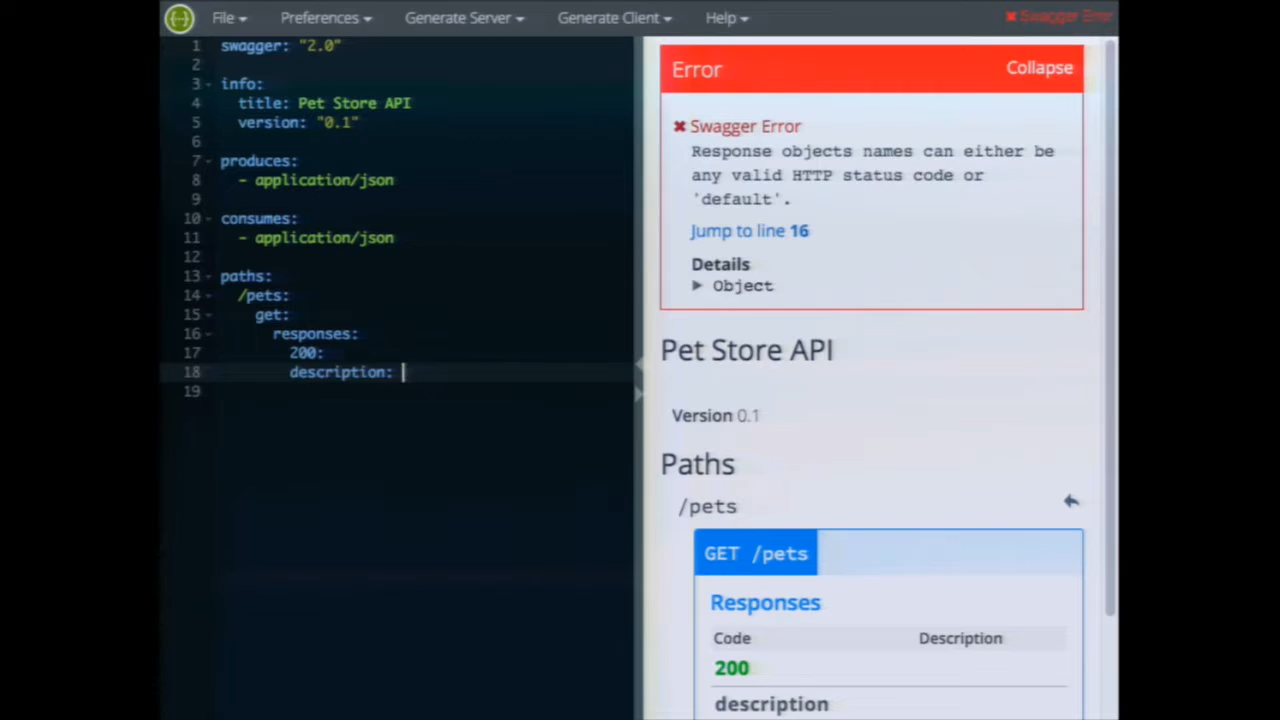 File Preferences Generate Server Generate Client Help ✖ Swagger Error
1 swagger: "2.0"
2
3 info:
4 title: Pet Store API
5 version: "0.1"
6
7 produces:
8 - application/json
9
10 consumes:
11 - application/json
12
13 paths:
14 /pets:
15 get:
16 responses:
17 200:
18 description:
19
Error Collapse
✖ Swagger Error
Response objects names can either be
any valid HTTP status code or
'default'.
Jump to line 16
Details
▶ Object
Pet Store API
Version 0.1
Paths
/pets
GET /pets
Responses
Code Description
200
description